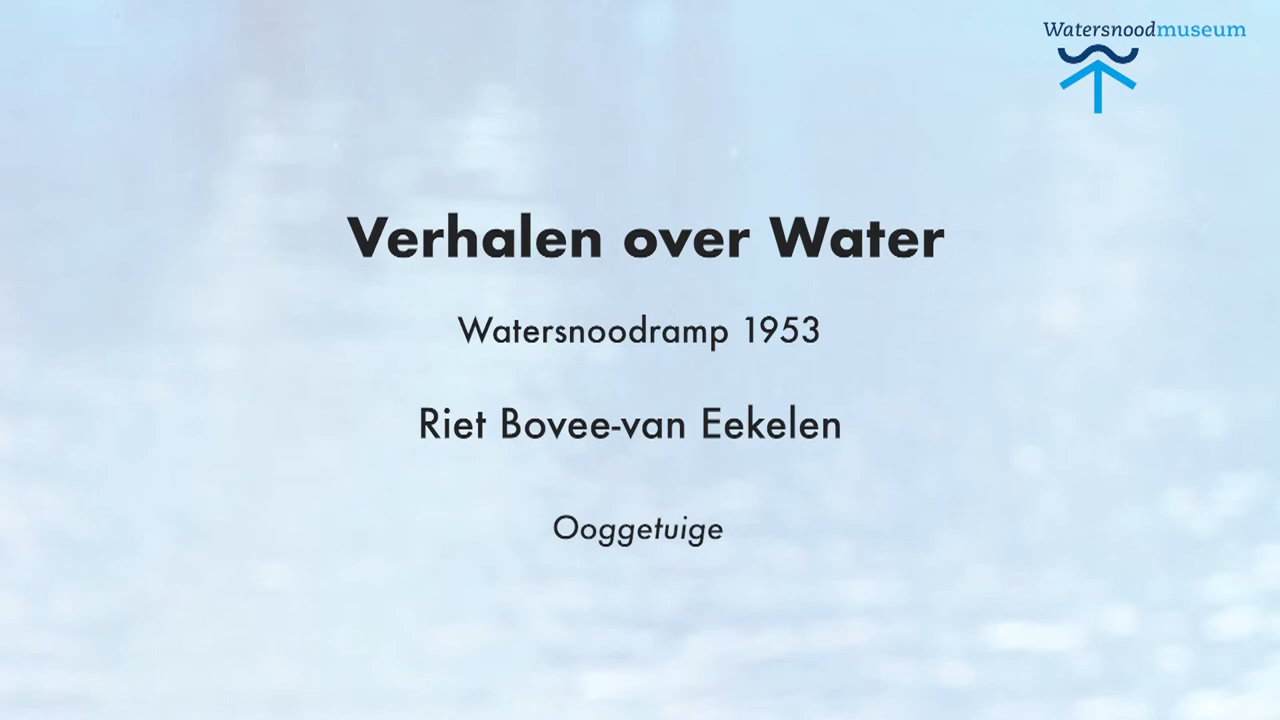 Watersnoodmuseum
Verhalen over Water
Watersnoodramp 1953
Riet Bovee-van Eekelen
Ooggetuige